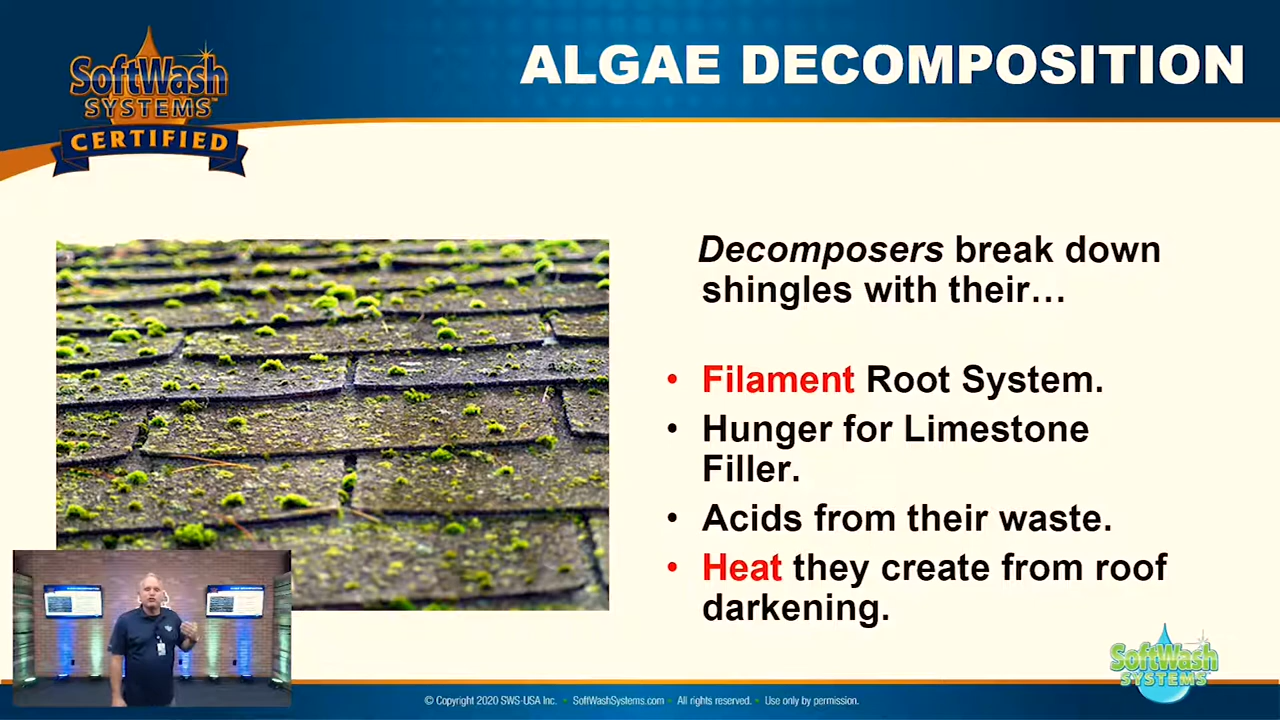 SoftWash
SYSTEMS™
CERTIFIED
ALGAE DECOMPOSITION
Decomposers break down
shingles with their…
• Filament Root System.
• Hunger for Limestone
Filler.
• Acids from their waste.
• Heat they create from roof
darkening.
SoftWash
SYSTEMS
© Copyright 2020 SWS-USA Inc. • SoftWashSystems.com • All rights reserved. • Use only by permission.